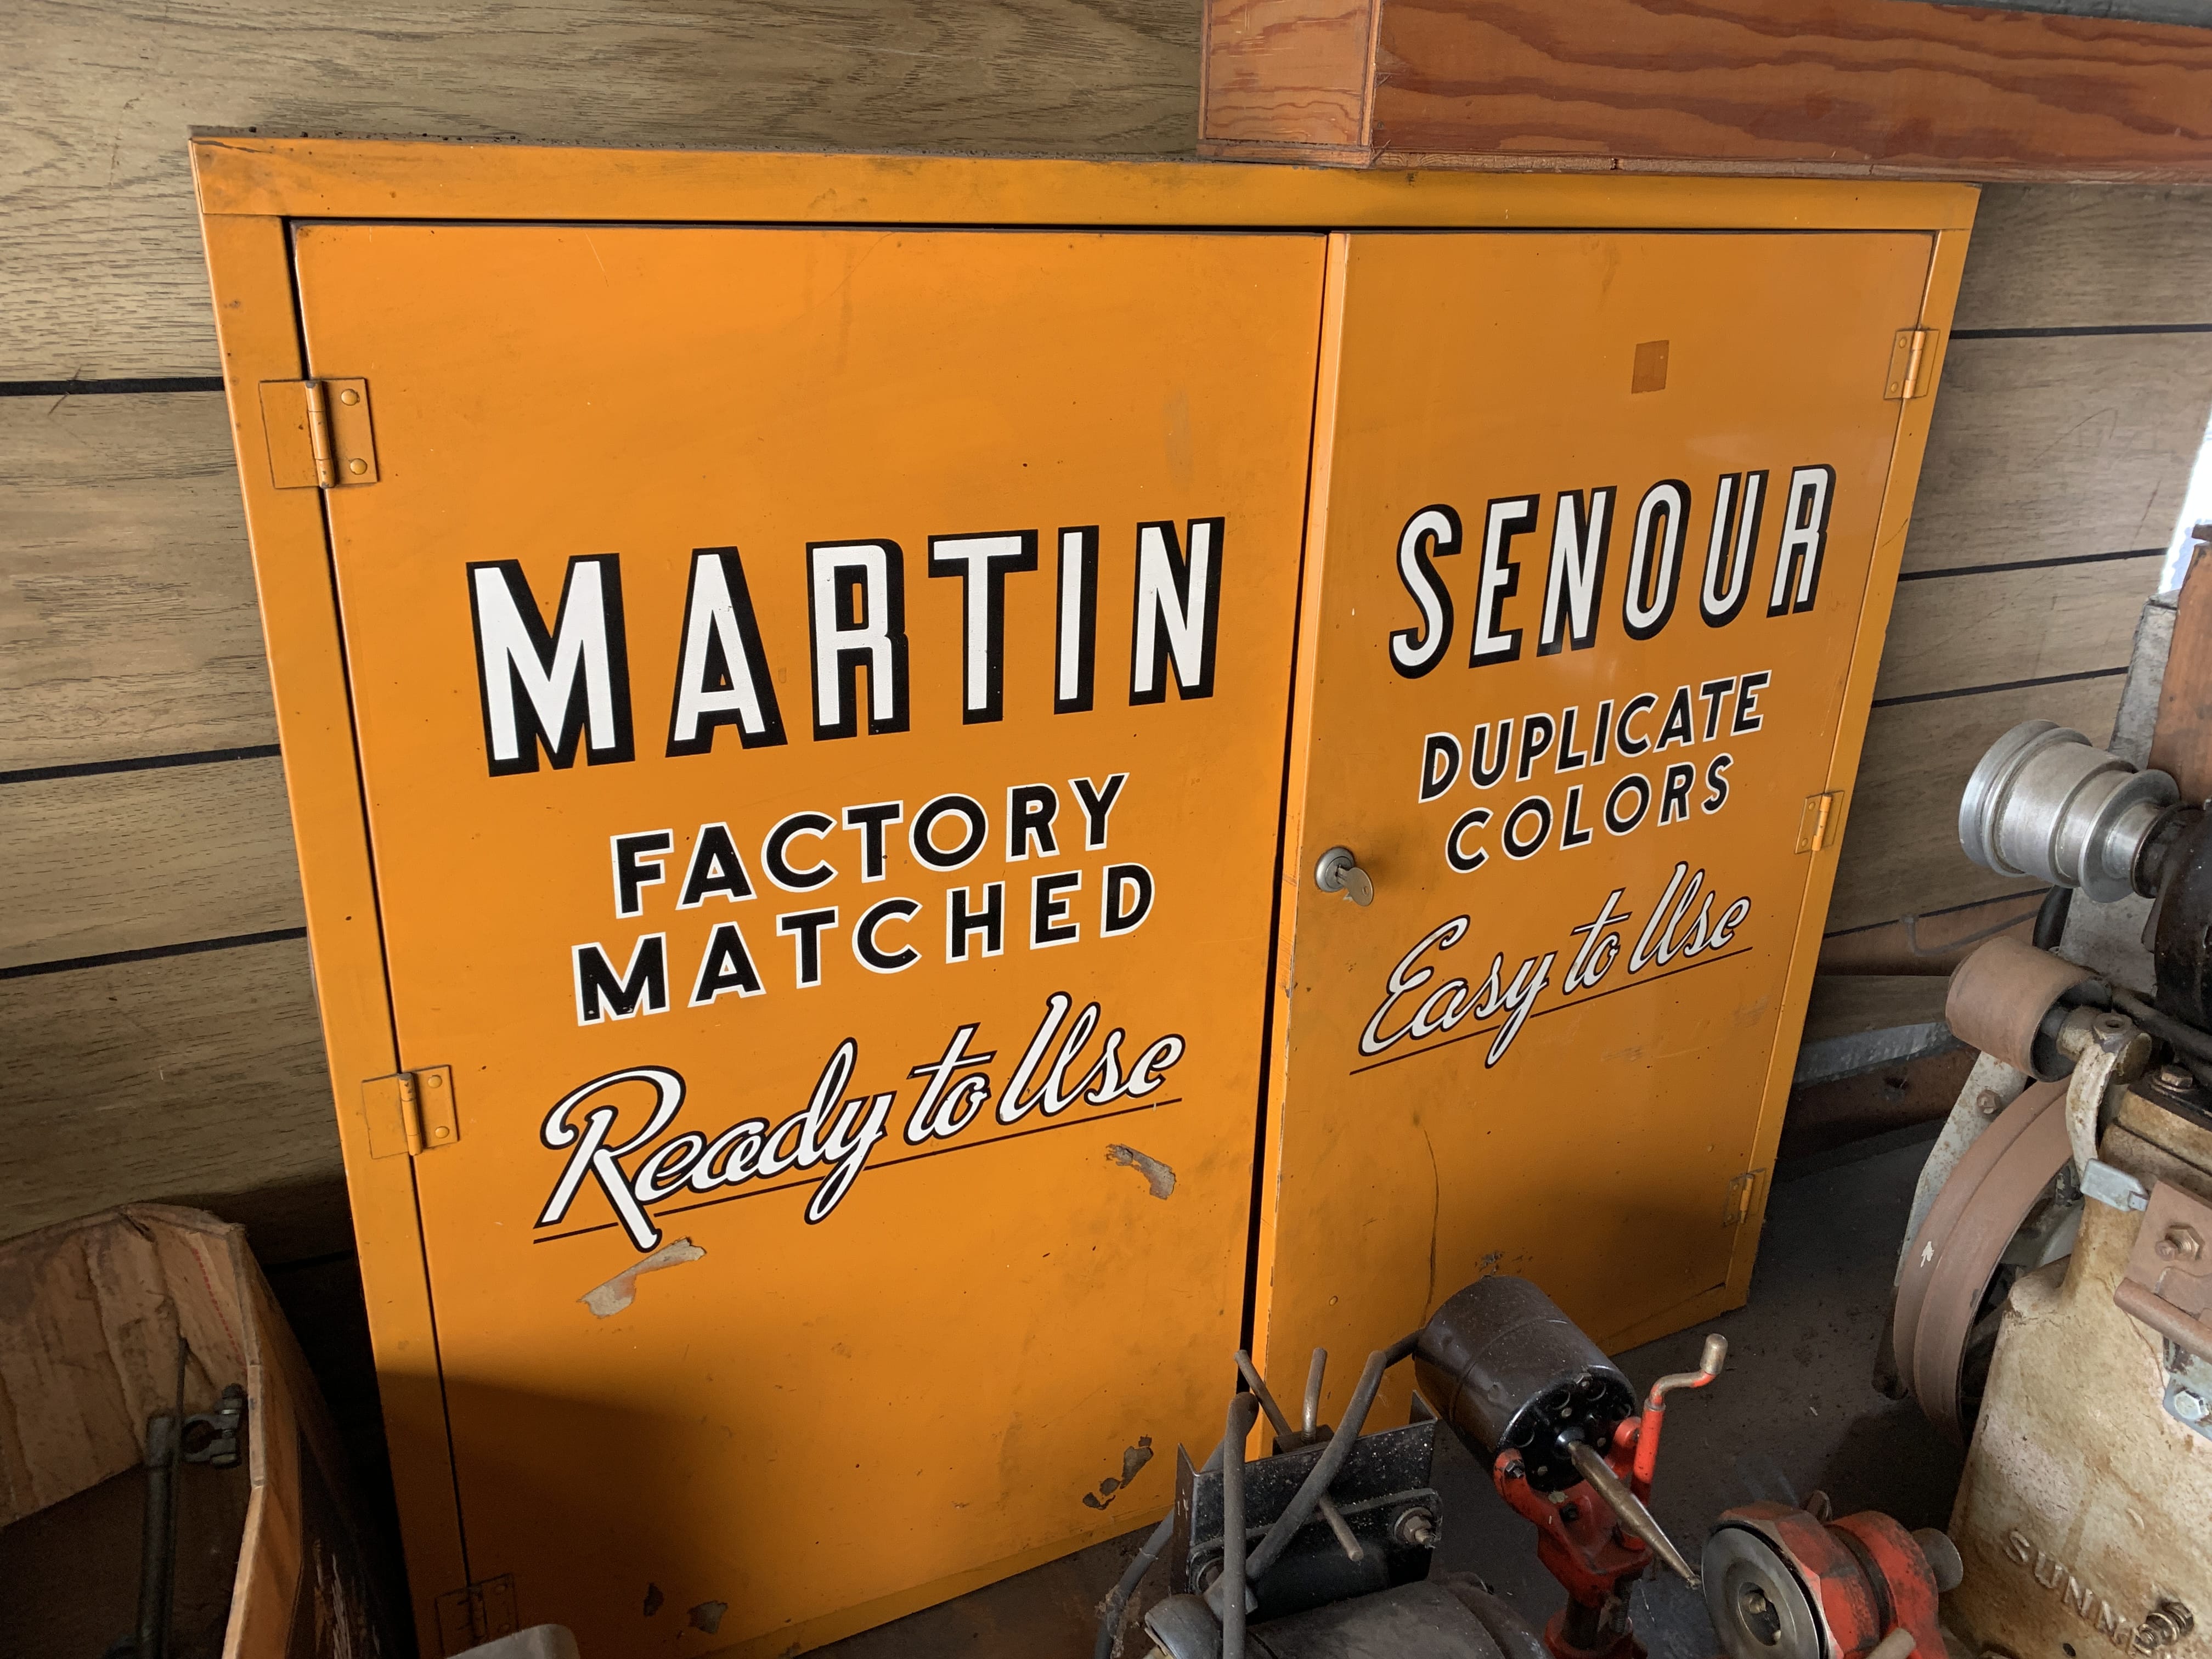 MARTIN
FACTORY
MATCHED
Ready to Use
SENOUR
DUPLICATE
COLORS
Easy to Use